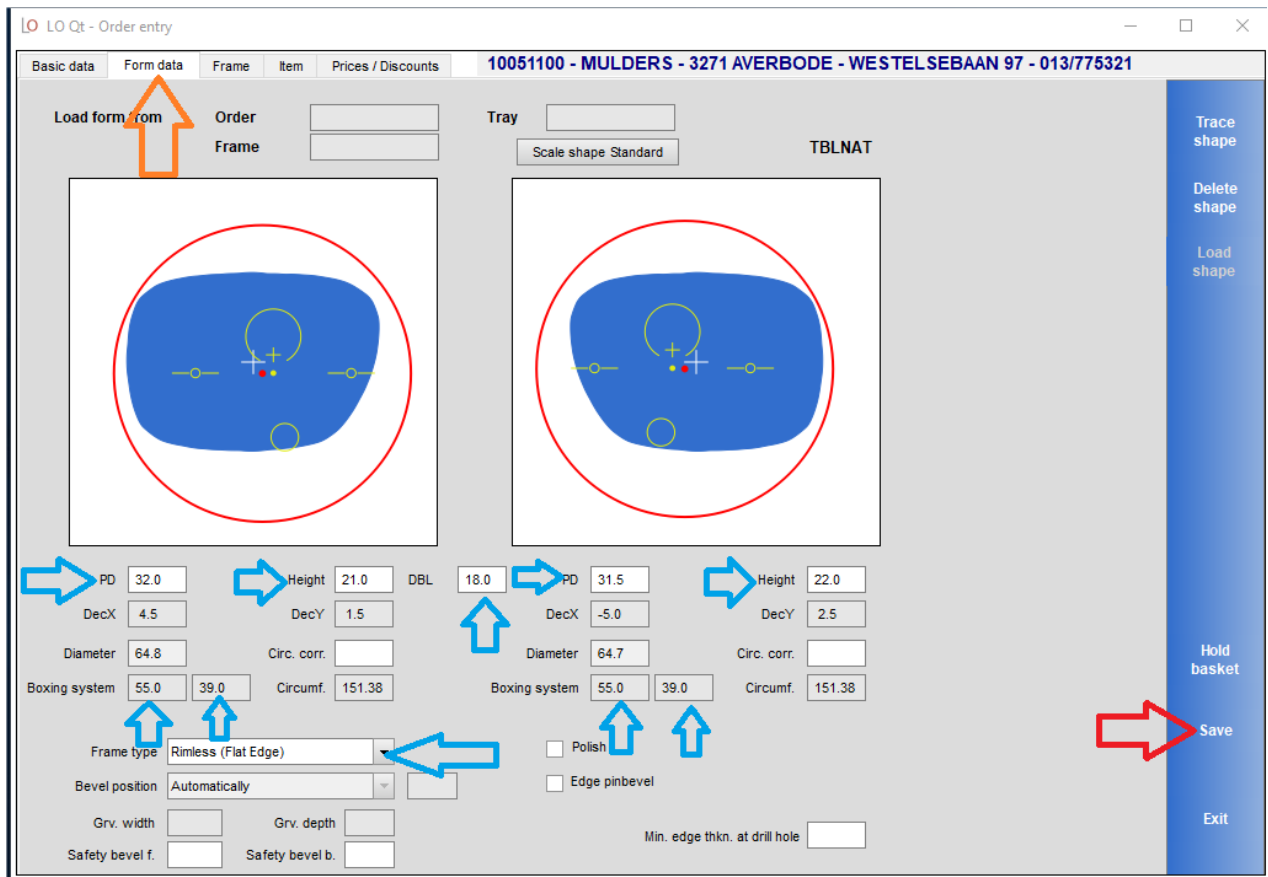 LO LO Qt - Order entry
Basic data Form data Frame Item Prices / Discounts 10051100 - MULDERS - 3271 AVERBODE - WESTELSEBAAN 97 - 013/775321
Load form from Order Tray
Frame Scale shape Standard TBLNAT
Trace
shape
Delete
shape
Load
shape
PD 32.0 Height 21.0 DBL 18.0 PD 31.5 Height 22.0
DecX 4.5 DecY 1.5 DecX -5.0 DecY 2.5
Diameter 64.8 Circ. corr. Diameter 64.7 Circ. corr.
Boxing system 55.0 39.0 Circumf. 151.38 Boxing system 55.0 39.0 Circumf. 151.38
Hold
basket
Frame type Rimless (Flat Edge) Polish
Save
Bevel position Automatically Edge pinbevel
Grv. width Grv. depth Min. edge thkn. at drill hole
Exit
Safety bevel f. Safety bevel b.